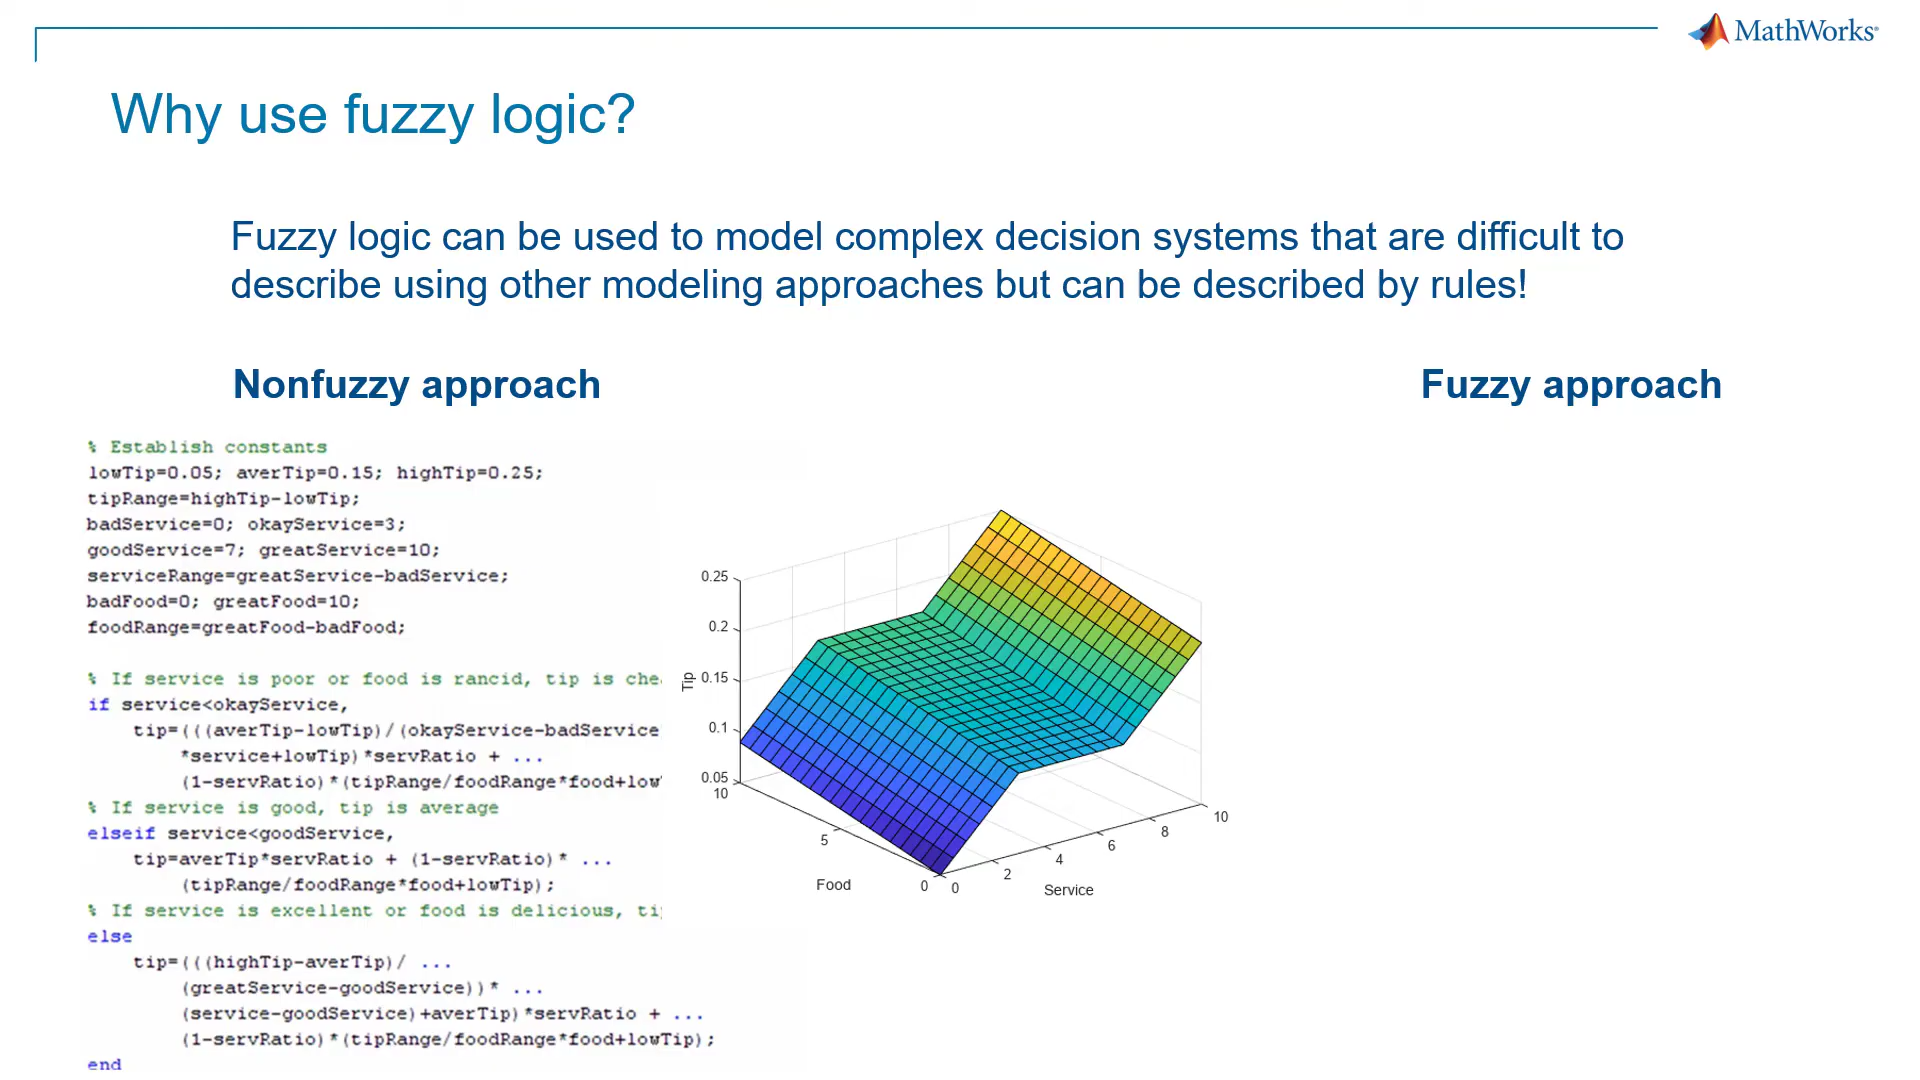 MathWorks®
Why use fuzzy logic?
Fuzzy logic can be used to model complex decision systems that are difficult to
describe using other modeling approaches but can be described by rules!
Nonfuzzy approach
Fuzzy approach
% Establish constants
lowTip=0.05; averTip=0.15; highTip=0.25;
tipRange=highTip-lowTip;
badService=0; okayService=3;
goodService=7; greatService=10;
serviceRange=greatService-badService;
badFood=0; greatFood=10;
foodRange=greatFood-badFood;
% If service is poor or food is rancid, tip is
if service<okayService,
tip=(((averTip-lowTip)/(okayService-badService
*service+lowTip)*servRatio + ...
(1-servRatio)*(tipRange/foodRange*food+low
% If service is good, tip is average
elseif service<goodService,
tip=averTip*servRatio + (1-servRatio)* ...
(tipRange/foodRange*food+lowTip);
% If service is excellent or food is delicious,
else
tip=(((highTip-averTip)/ ...
(greatService-goodService))* ...
(service-goodService)+averTip)*servRatio + ...
(1-servRatio)*(tipRange/foodRange*food+lowTip);
end
0.25
0.2
0.15
0.1
0.05
Tip
10
5
0
Food
0
2
4
6
8
10
Service